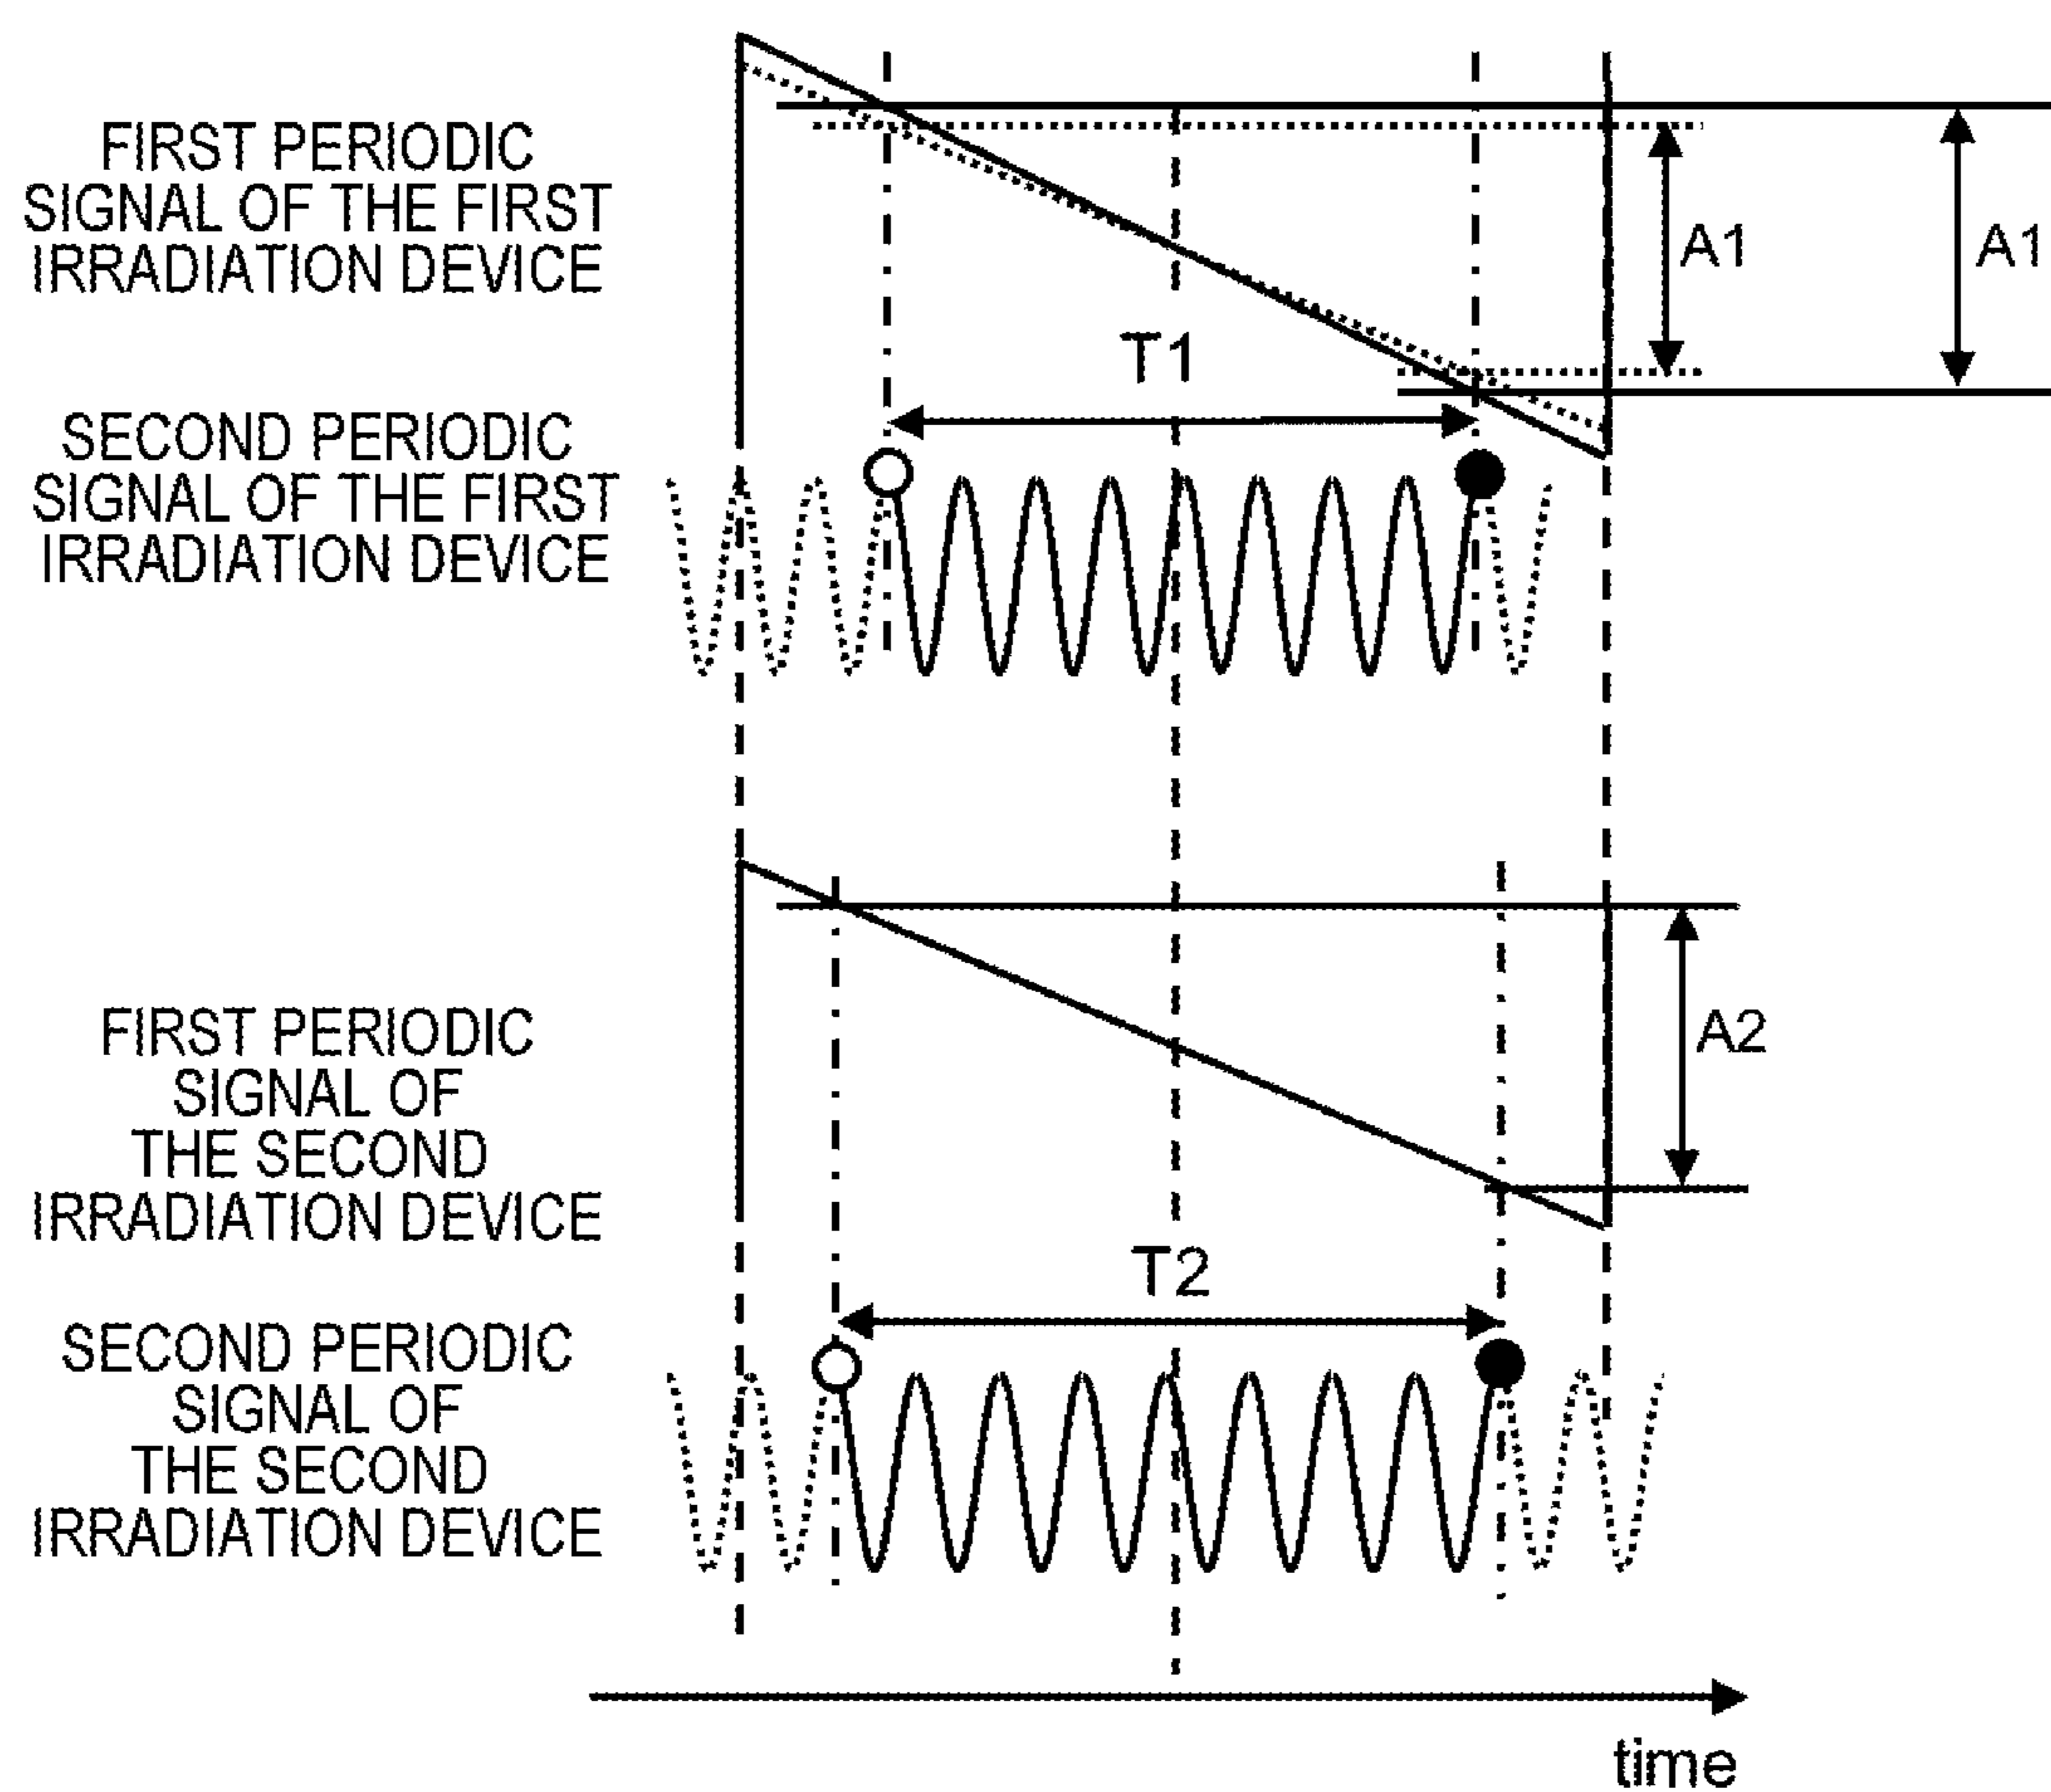 FIRST PERIODIC
SIGNAL OF THE FIRST
IRRADIATION DEVICE
A1
A1
T1
SECOND PERIODIC
SIGNAL OF THE FIRST
IRRADIATION DEVICE
FIRST PERIODIC
SIGNAL OF
THE SECOND
IRRADIATION DEVICE
A2
T2
SECOND PERIODIC
SIGNAL OF
THE SECOND
IRRADIATION DEVICE
time